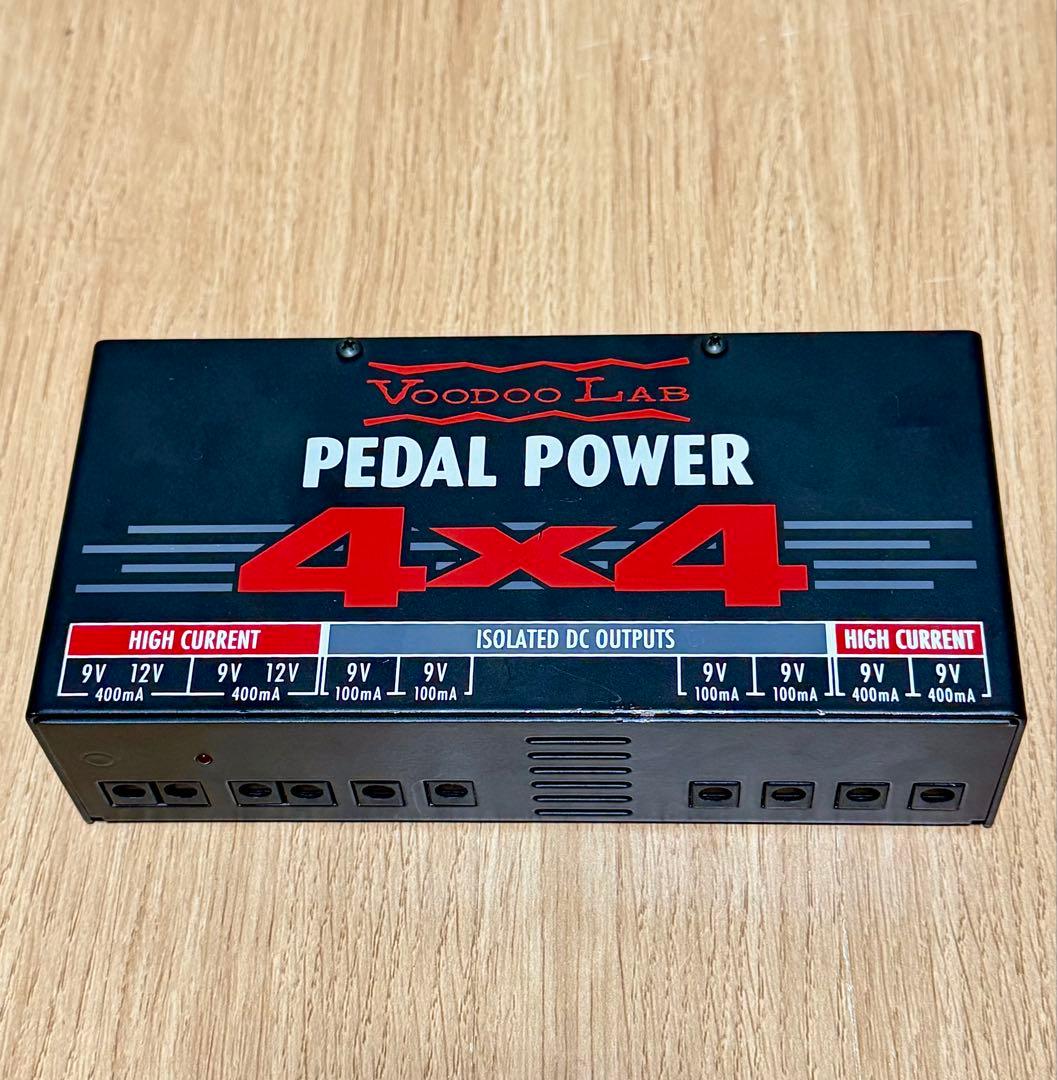 VOODOO LAB
PEDAL POWER
4x4
HIGH CURRENT ISOLATED DC OUTPUTS HIGH CURRENT
9V 12V 9V 12V 9V 9V 9V 9V 9V 9V
400mA 400mA 100mA 100mA 100mA 100mA 400mA 400mA